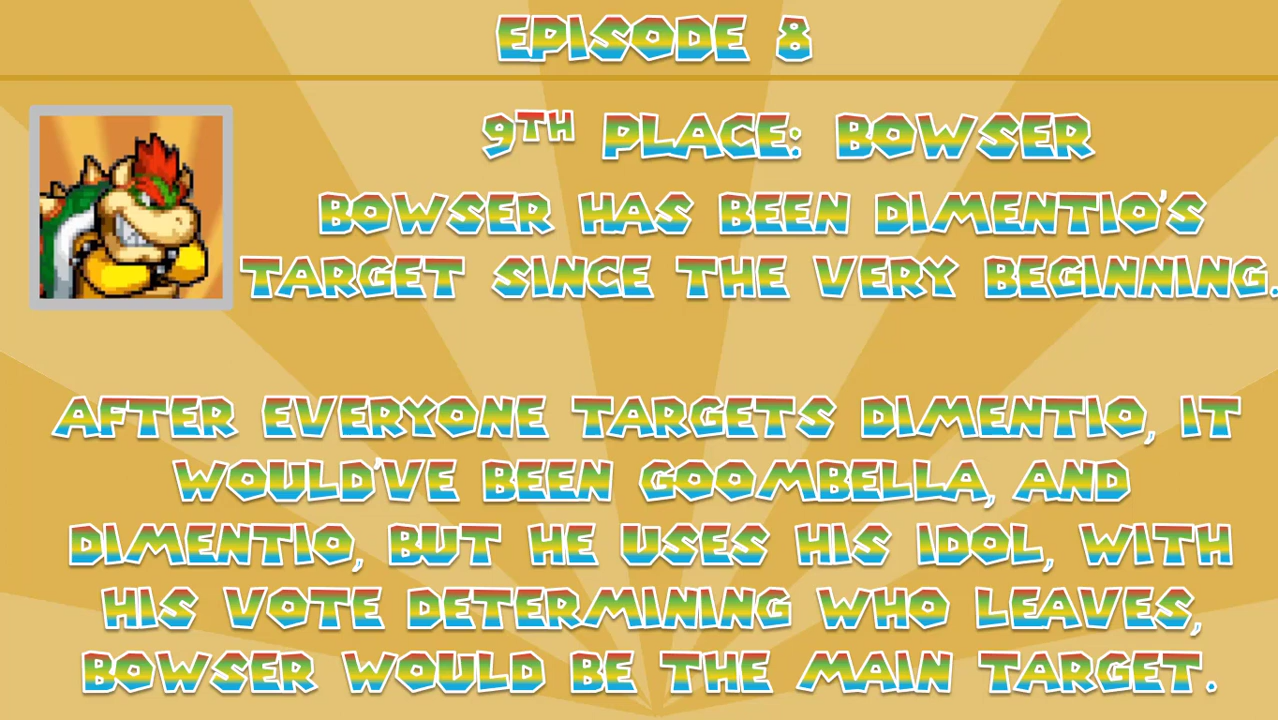 EPISODE 8
9TH PLACE: BOWSER
BOWSER HAS BEEN DIMENTIO'S
TARGET SINCE THE VERY BEGINNING.
AFTER EVERYONE TARGETS DIMENTIO, IT
WOULD'VE BEEN GOOMBELLA, AND
DIMENTIO, BUT HE USES HIS IDOL, WITH
HIS VOTE DETERMINING WHO LEAVES,
BOWSER WOULD BE THE MAIN TARGET.